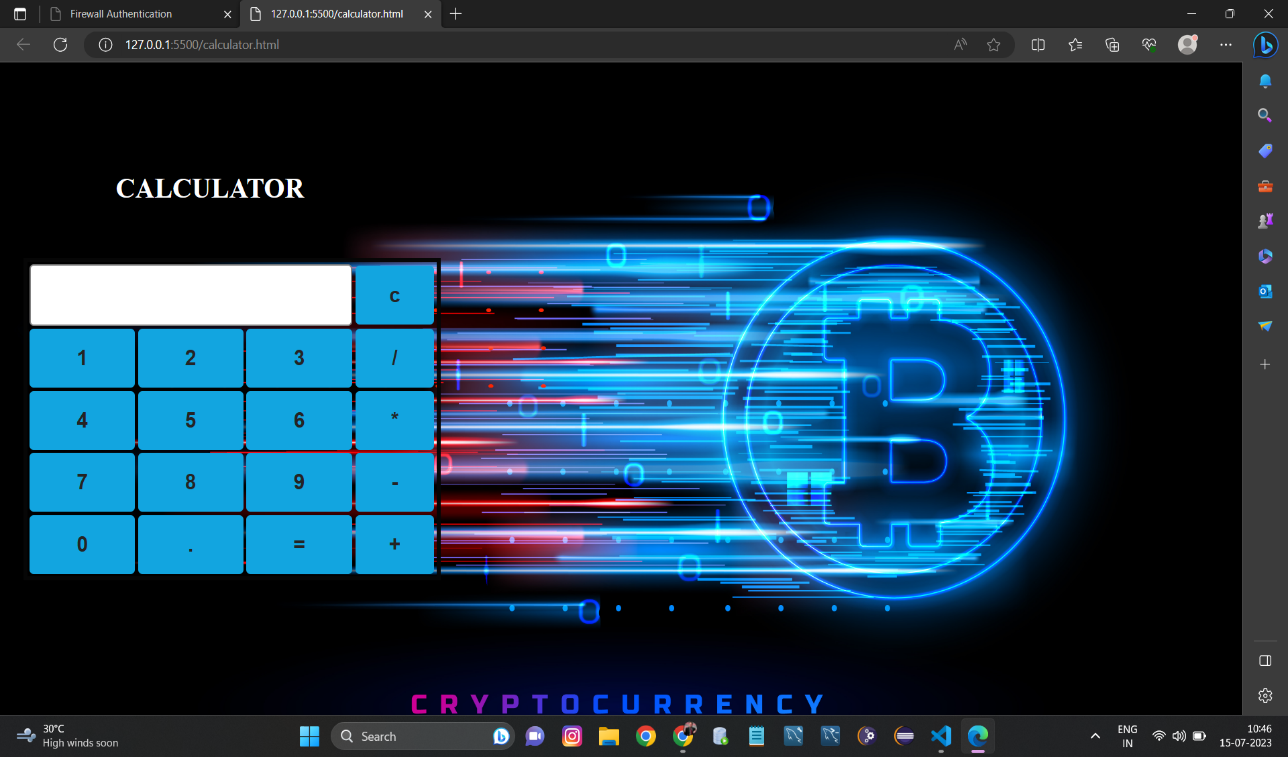 Firewall Authentication
127.0.0.1:5500/calculator.html
127.0.0.1:5500/calculator.html
CALCULATOR
c
1 2 3 /
4 5 6 *
7 8 9 -
0 . = +
CRYPTOCURRENCY
30°C
High winds soon
Search
ENG
IN
10:46
15-07-2023